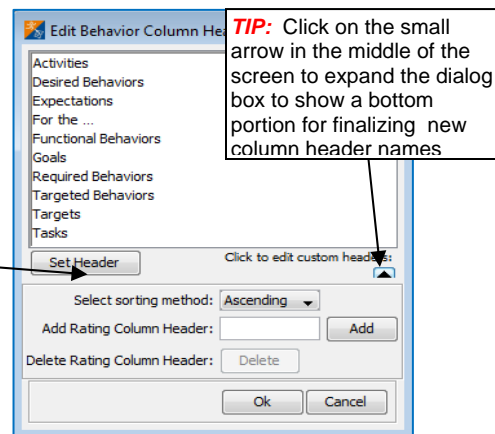 Edit Behavior Column He
TIP: Click on the small
arrow in the middle of the
screen to expand the dialog
box to show a bottom
portion for finalizing new
column header names
Activities
Desired Behaviors
Expectations
For the ...
Functional Behaviors
Goals
Required Behaviors
Targeted Behaviors
Targets
Tasks
Set Header
Click to edit custom headers:
Select sorting method: Ascending
Add Rating Column Header: Add
Delete Rating Column Header: Delete
Ok Cancel